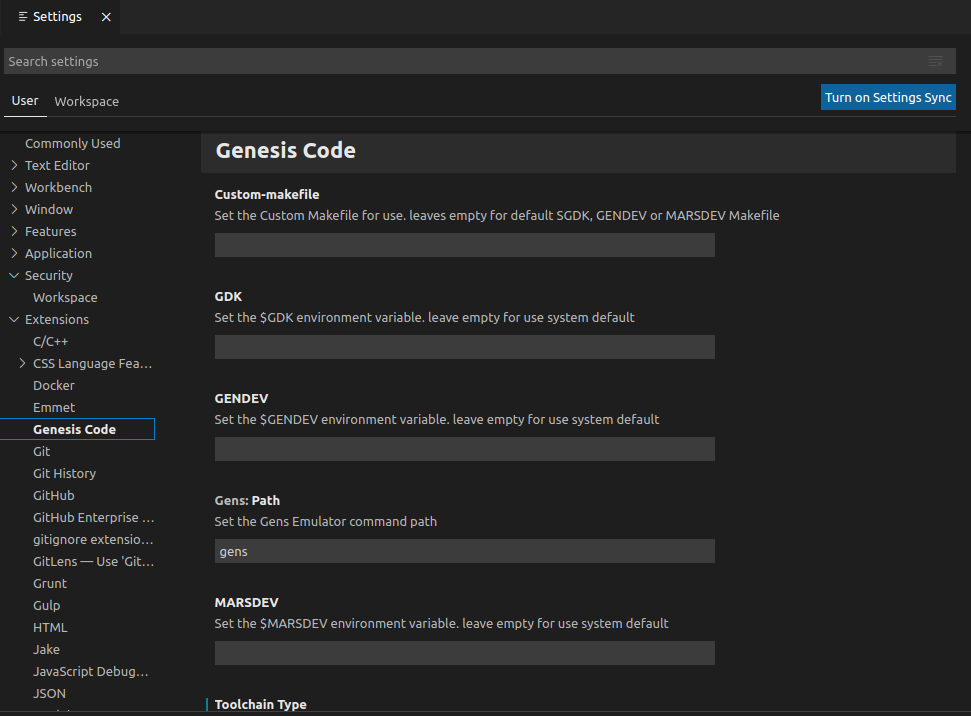 Settings
Search settings
User
Workspace
Turn on Settings Sync
Commonly Used
Text Editor
Workbench
Window
Features
Application
Security
Workspace
Extensions
C/C++
CSS Language Fea...
Docker
Emmet
Genesis Code
Git
Git History
GitHub
GitHub Enterprise ...
gitignore extensio...
GitLens — Use 'Git...
Grunt
Gulp
HTML
Jake
JavaScript Debug...
JSON
Genesis Code
Custom-makefile
Set the Custom Makefile for use. leaves empty for default SGDK, GENDEV or MARSDEV Makefile
GDK
Set the $GDK environment variable. leave empty for use system default
GENDEV
Set the $GENDEV environment variable. leave empty for use system default
Gens: Path
Set the Gens Emulator command path
gens
MARSDEV
Set the $MARSDEV environment variable. leave empty for use system default
Toolchain Type